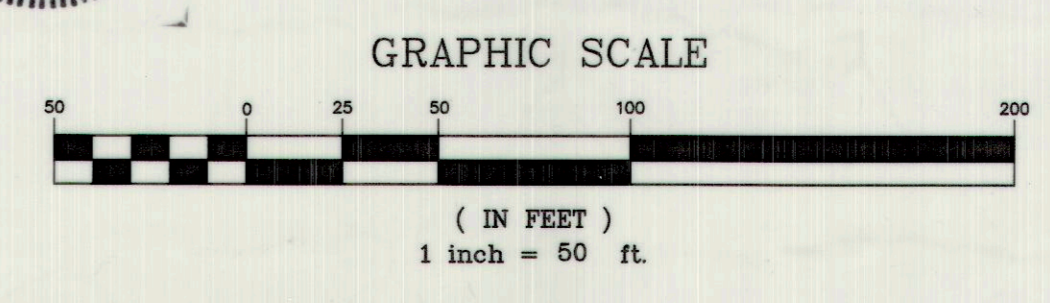 GRAPHIC SCALE
50 0 25 50 100 200
( IN FEET )
1 inch = 50 ft.